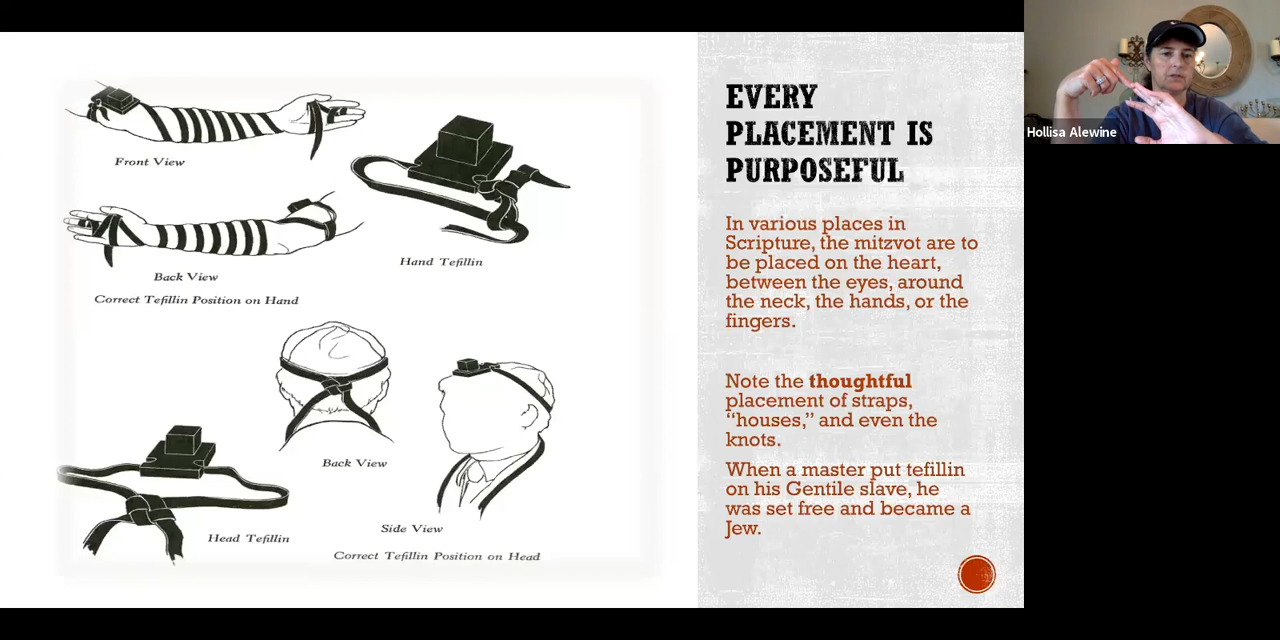 Front View
Back View
Correct Tefillin Position on Hand
Hand Tefillin
Back View
Head Tefillin
Side View
Correct Tefillin Position on Head
EVERY
PLACEMENT IS
PURPOSEFUL
In various places in
Scripture, the mitzvot are to
be placed on the heart,
between the eyes, around
the neck, the hands, or the
fingers.
Note the thoughtful
placement of straps,
“houses,” and even the
knots.
When a master put tefillin
on his Gentile slave, he
was set free and became a
Jew.
Hollisa Alewine